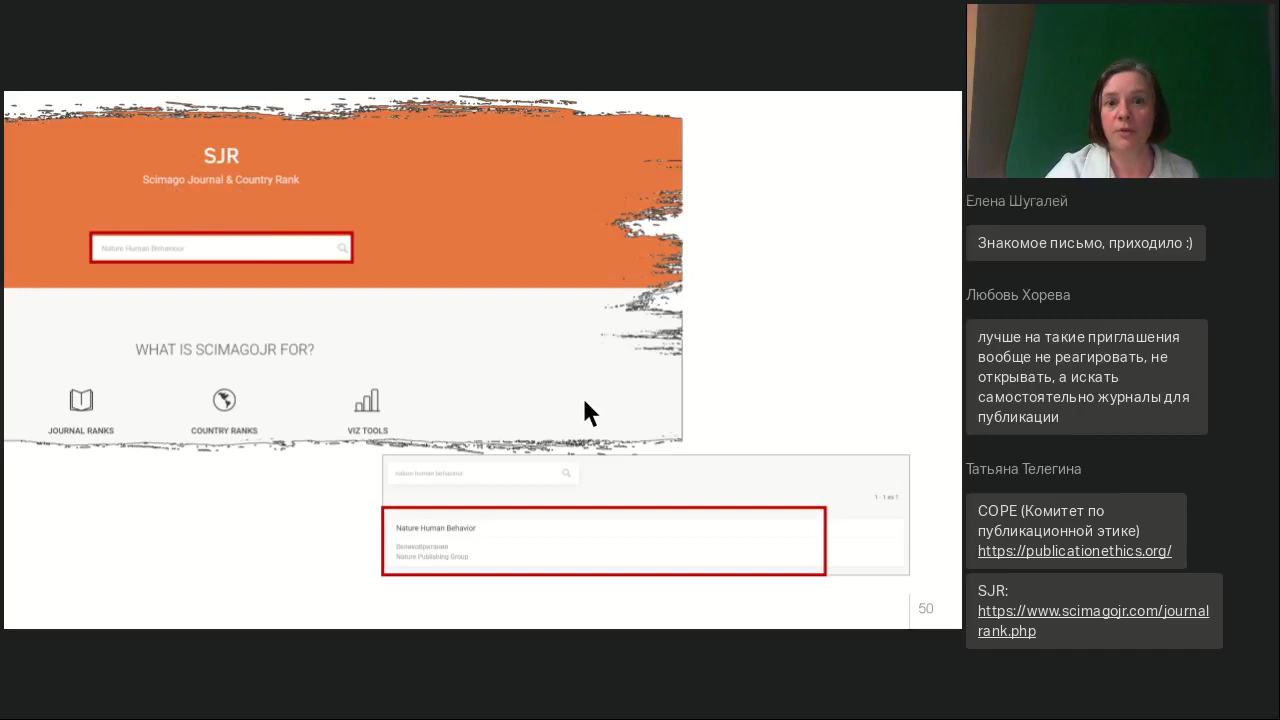 SJR
Scimago Journal & Country Rank
Nature Human Behaviour
WHAT IS SCIMAGOJR FOR?
JOURNAL RANKS
COUNTRY RANKS
VIZ TOOLS
nature human behaviour
1 - 1 из 1
Nature Human Behavior
Великобритания
Nature Publishing Group
50
Елена Шугалей
Знакомое письмо, приходило :)
Любовь Хорева
лучше на такие приглашения
вообще не реагировать, не
открывать, а искать
самостоятельно журналы для
публикации
Татьяна Телегина
COPE (Комитет по
публикационной этике)
https://publicationethics.org/
SJR:
https://www.scimagojr.com/journal
rank.php